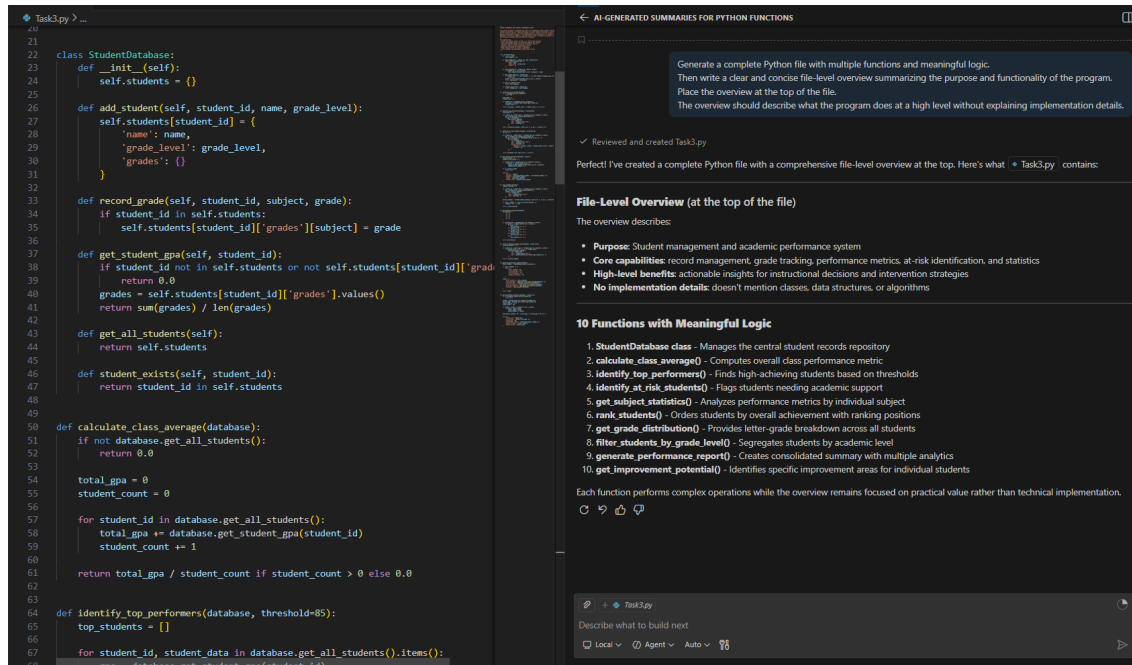 Task3.py > ...
20
21
22 class StudentDatabase:
23     def __init__(self):
24         self.students = {}
25
26     def add_student(self, student_id, name, grade_level):
27         self.students[student_id] = {
28             'name': name,
29             'grade_level': grade_level,
30             'grades': {}
31         }
32
33     def record_grade(self, student_id, subject, grade):
34         if student_id in self.students:
35             self.students[student_id]['grades'][subject] = grade
36
37     def get_student_gpa(self, student_id):
38         if student_id not in self.students or not self.students[student_id]['grad
39             return 0.0
40         grades = self.students[student_id]['grades'].values()
41         return sum(grades) / len(grades)
42
43     def get_all_students(self):
44         return self.students
45
46     def student_exists(self, student_id):
47         return student_id in self.students
48
49
50 def calculate_class_average(database):
51     if not database.get_all_students():
52         return 0.0
53
54     total_gpa = 0
55     student_count = 0
56
57     for student_id in database.get_all_students():
58         total_gpa += database.get_student_gpa(student_id)
59         student_count += 1
60
61     return total_gpa / student_count if student_count > 0 else 0.0
62
63
64 def identify_top_performers(database, threshold=85):
65     top_students = []
66
67     for student_id, student_data in database.get_all_students().items():
AI-GENERATED SUMMARIES FOR PYTHON FUNCTIONS
Generate a complete Python file with multiple functions and meaningful logic.
Then write a clear and concise file-level overview summarizing the purpose and functionality of the program.
Place the overview at the top of the file.
The overview should describe what the program does at a high level without explaining implementation details.
Reviewed and created Task3.py
Perfect! I've created a complete Python file with a comprehensive file-level overview at the top. Here's what Task3.py contains:
File-Level Overview (at the top of the file)
The overview describes:
• Purpose: Student management and academic performance system
• Core capabilities: record management, grade tracking, performance metrics, at-risk identification, and statistics
• High-level benefits: actionable insights for instructional decisions and intervention strategies
• No implementation details: doesn't mention classes, data structures, or algorithms
10 Functions with Meaningful Logic
1. StudentDatabase class - Manages the central student records repository
2. calculate_class_average() - Computes overall class performance metric
3. identify_top_performers() - Finds high-achieving students based on thresholds
4. identify_at_risk_students() - Flags students needing academic support
5. get_subject_statistics() - Analyzes performance metrics by individual subject
6. rank_students() - Orders students by overall achievement with ranking positions
7. get_grade_distribution() - Provides letter-grade breakdown across all students
8. filter_students_by_grade_level() - Segregates students by academic level
9. generate_performance_report() - Creates consolidated summary with multiple analytics
10. get_improvement_potential() - Identifies specific improvement areas for individual students
Each function performs complex operations while the overview remains focused on practical value rather than technical implementation.
+ Task3.py
Describe what to build next
Local Agent Auto